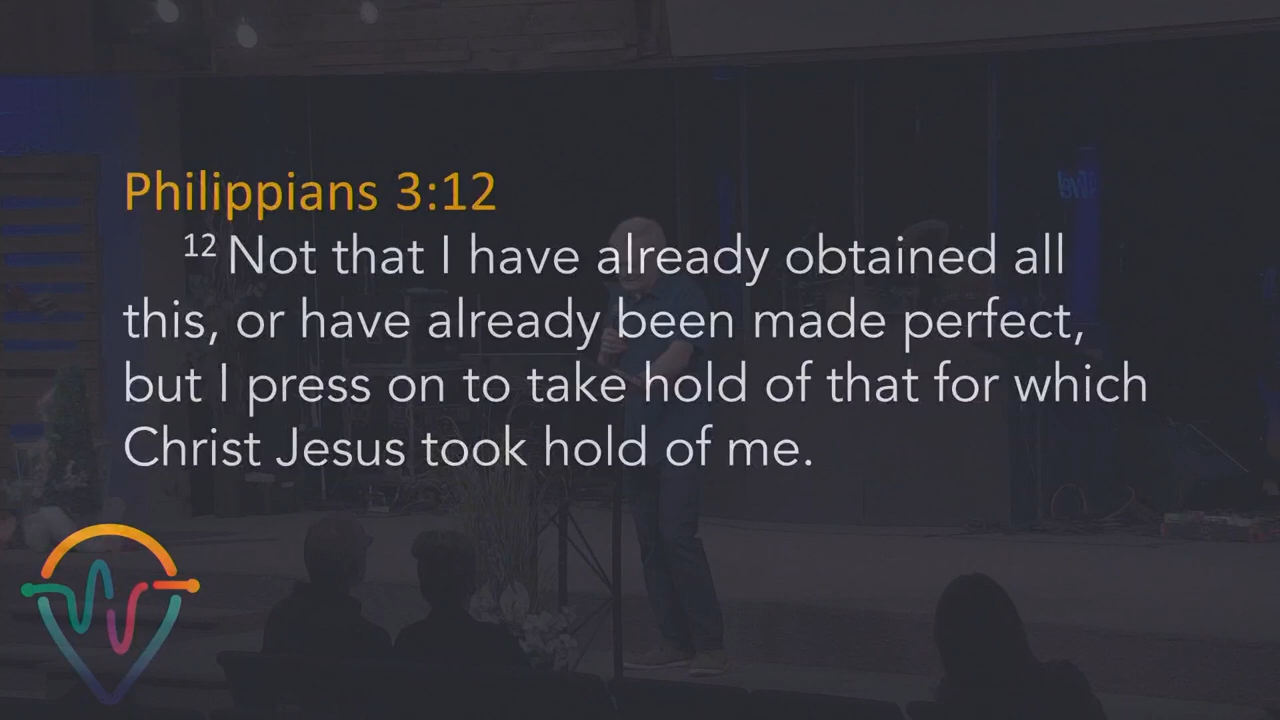 Philippians 3:12
12 Not that I have already obtained all
this, or have already been made perfect,
but I press on to take hold of that for which
Christ Jesus took hold of me.